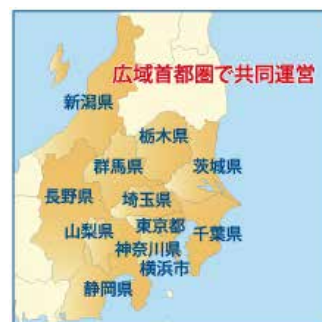 広域首都圏で共同運営
新潟県
栃木県
群馬県
茨城県
長野県
埼玉県
山梨県
東京都
千葉県
神奈川県
横浜市
静岡県